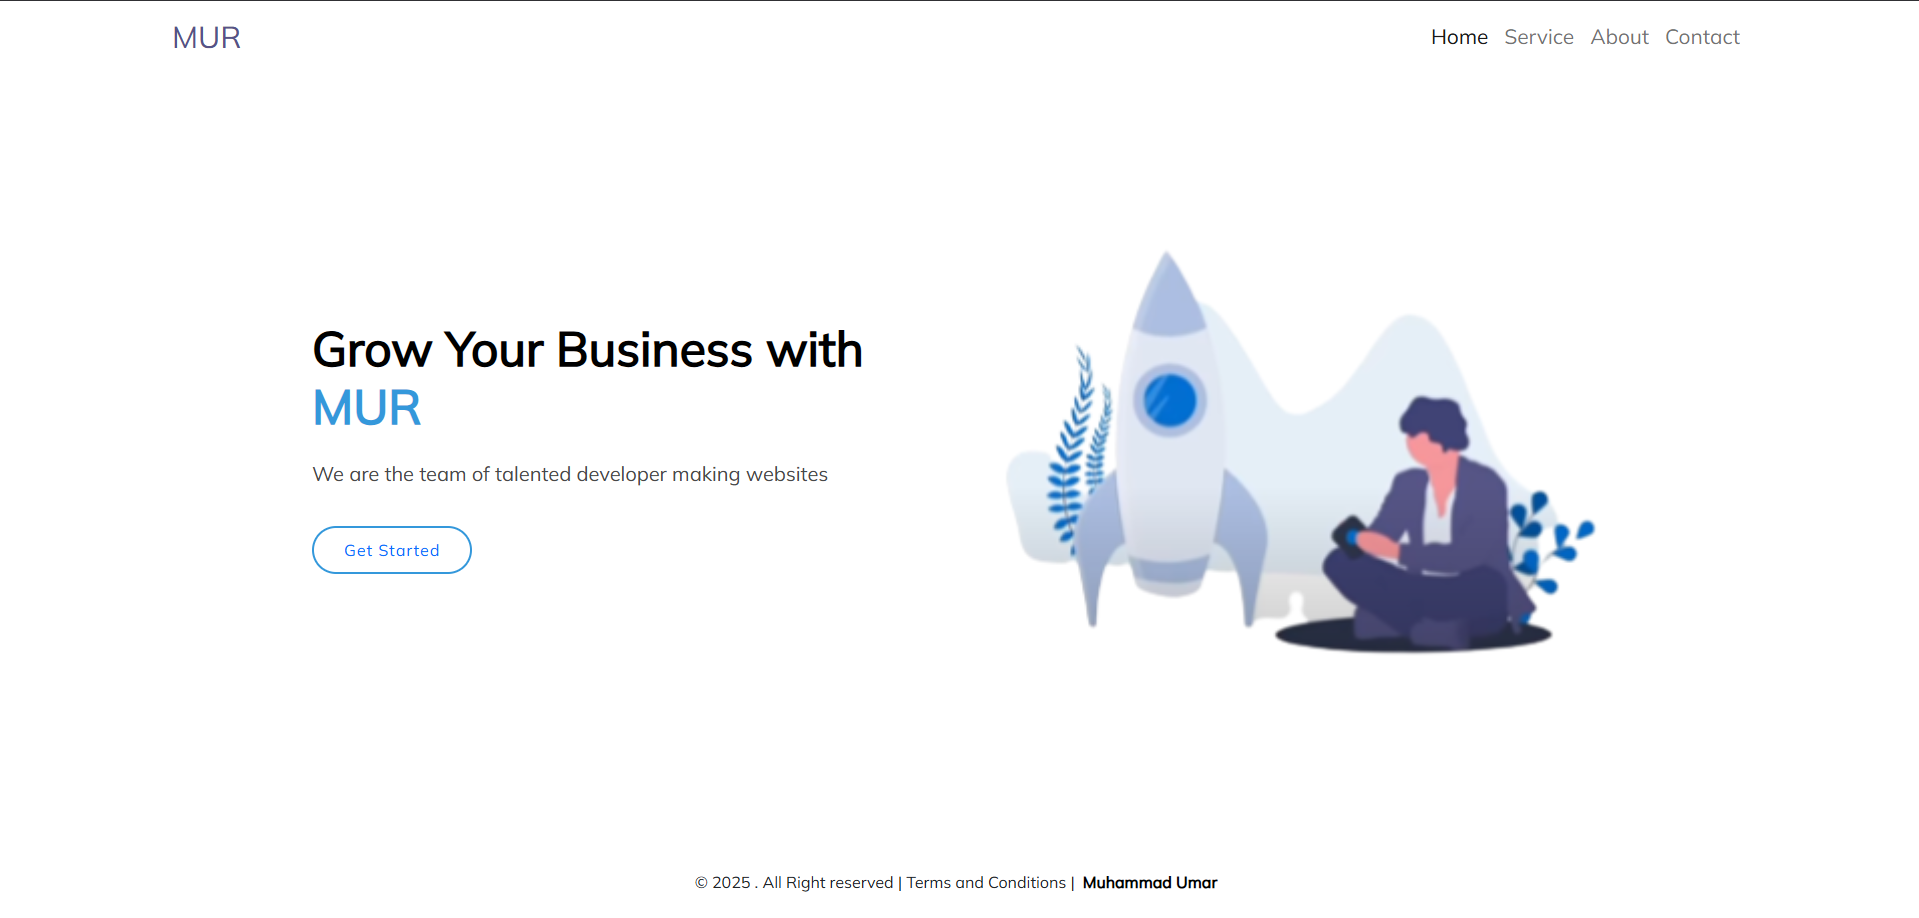 MUR
Home Service About Contact
Grow Your Business with
MUR
We are the team of talented developer making websites
Get Started
© 2025 . All Right reserved | Terms and Conditions | Muhammad Umar